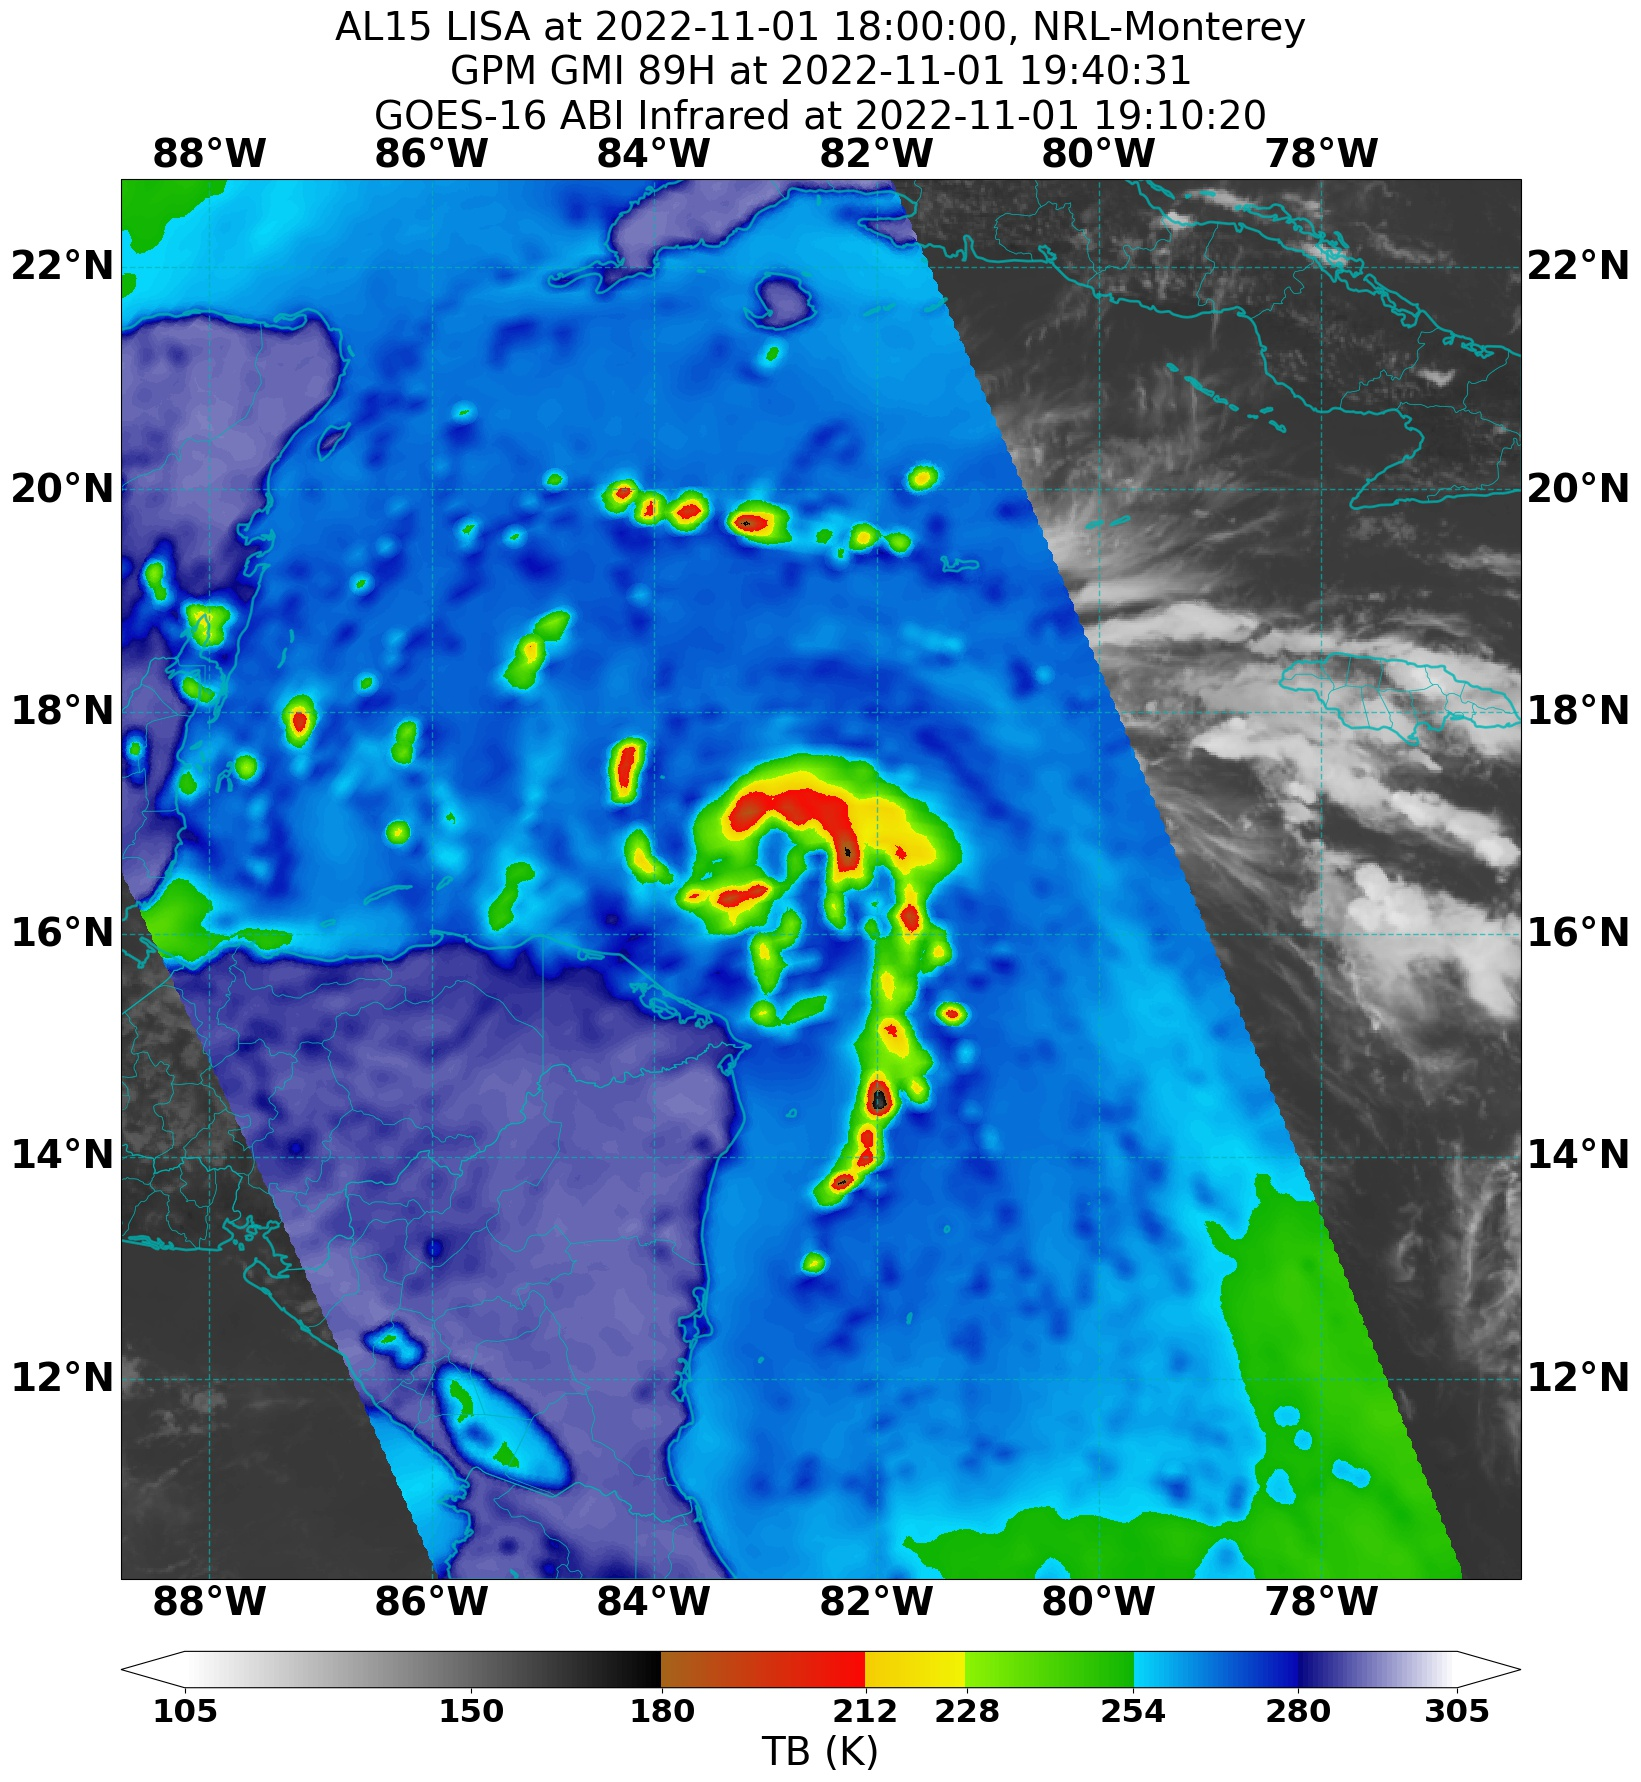 AL15 LISA at 2022-11-01 18:00:00, NRL-Monterey
GPM GMI 89H at 2022-11-01 19:40:31
GOES-16 ABI Infrared at 2022-11-01 19:10:20
88°W 86°W 84°W 82°W 80°W 78°W
22°N 22°N
20°N 20°N
18°N 18°N
16°N 16°N
14°N 14°N
12°N 12°N
88°W 86°W 84°W 82°W 80°W 78°W
105 150 180 212 228 254 280 305
TB (K)